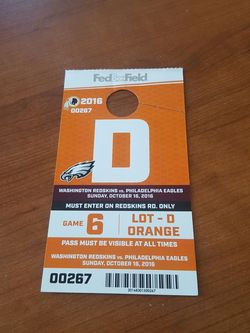 FedExField
2016
00267
D
WASHINGTON REDSKINS vs. PHILADELPHIA EAGLES
SUNDAY, OCTOBER 16, 2016
MUST ENTER ON REDSKINS RD. ONLY
GAME 6
LOT - D
ORANGE
PASS MUST BE VISIBLE AT ALL TIMES
WASHINGTON REDSKINS vs. PHILADELPHIA EAGLES
SUNDAY, OCTOBER 16, 2016
00267